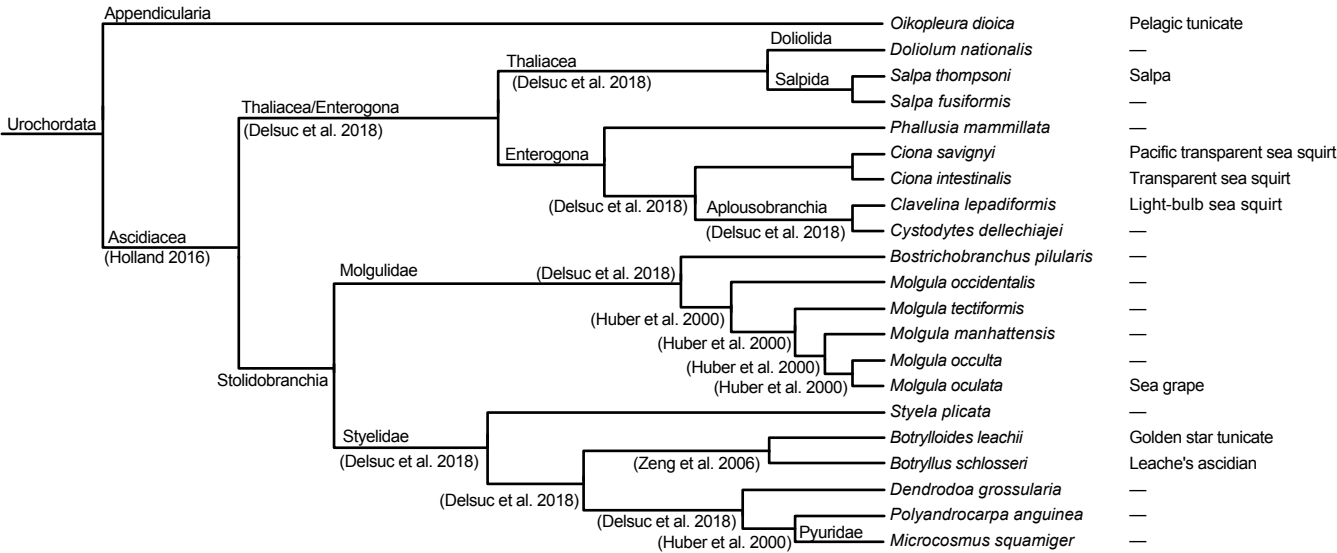 Appendicularia
Oikopleura dioica Pelagic tunicate
Doliolida
Doliolum nationalis —
Thaliacea
(Delsuc et al. 2018)
Salpida
Salpa thompsoni Salpa
Salpa fusiformis —
Urochordata
Thaliacea/Enterogona
(Delsuc et al. 2018)
Phallusia mammillata —
Enterogona
Ciona savignyi Pacific transparent sea squirt
Ciona intestinalis Transparent sea squirt
(Delsuc et al. 2018)
Aplousobranchia
(Delsuc et al. 2018)
Clavelina lepadiformis Light-bulb sea squirt
Cystodytes dellechiajei —
Ascidiacea
(Holland 2016)
Molgulidae
(Delsuc et al. 2018)
Bostrichobranchus pilularis —
Molgula occidentalis —
(Huber et al. 2000)
Molgula tectiformis —
(Huber et al. 2000)
Molgula manhattensis —
(Huber et al. 2000)
Molgula occulta —
(Huber et al. 2000)
Molgula oculata Sea grape
Stolidobranchia
Styelidae
(Delsuc et al. 2018)
Styela plicata —
Botrylloides leachii Golden star tunicate
(Zeng et al. 2006)
Botryllus schlosseri Leache's ascidian
(Delsuc et al. 2018)
Dendrodoa grossularia —
(Delsuc et al. 2018)
Polyandrocarpa anguinea —
(Huber et al. 2000)
Pyuridae
Microcosmus squamiger —